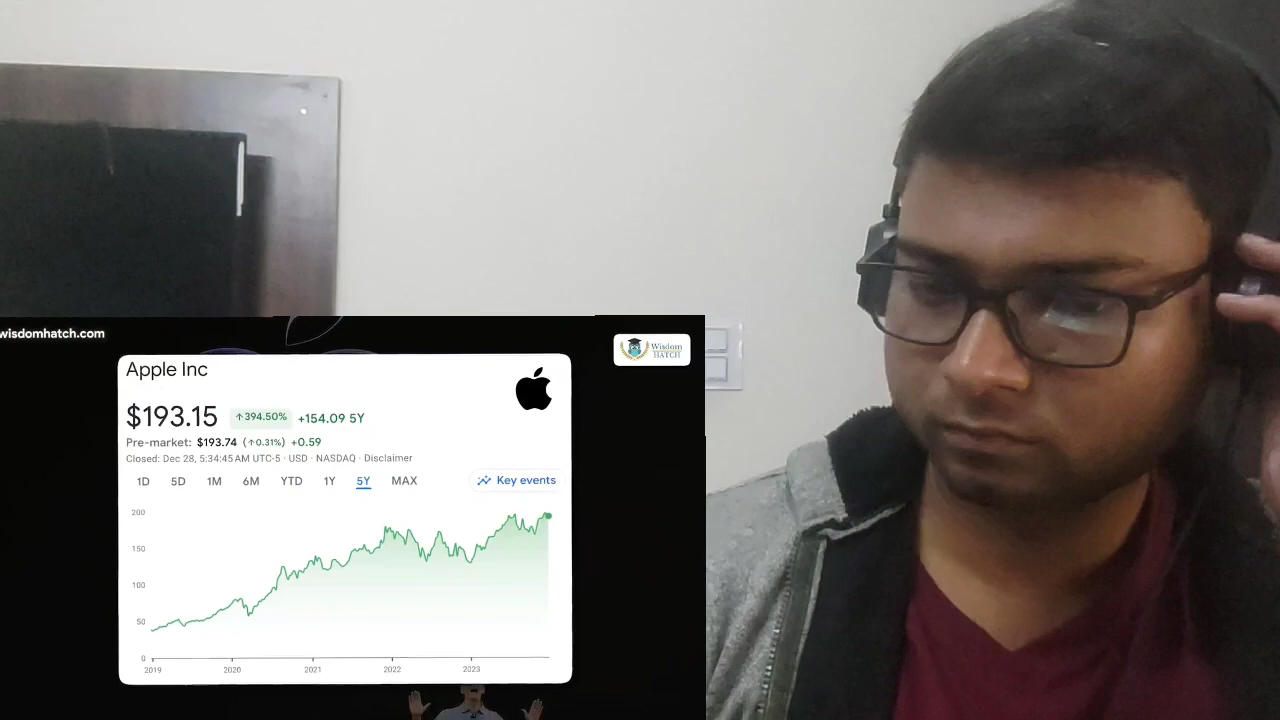 wisdomhatch.com
Wisdom
HATCH
Apple Inc
$193.15 ↑394.50% +154.09 5Y
Pre-market: $193.74 (↑0.31%) +0.59
Closed: Dec 28, 5:34:45 AM UTC-5 · USD · NASDAQ · Disclaimer
1D 5D 1M 6M YTD 1Y 5Y MAX
Key events
200
150
100
50
0
2019 2020 2021 2022 2023